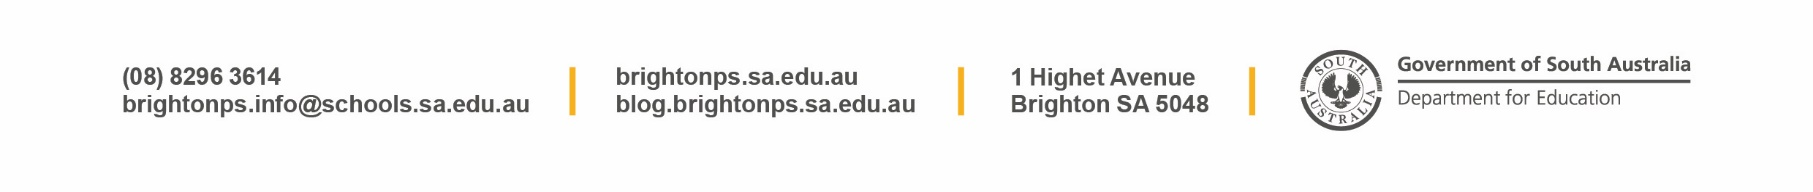 (08) 8296 3614
brightonps.info@schools.sa.edu.au
brightonps.sa.edu.au
blog.brightonps.sa.edu.au
1 Highet Avenue
Brighton SA 5048
SOUTH AUSTRALIA
Government of South Australia
Department for Education